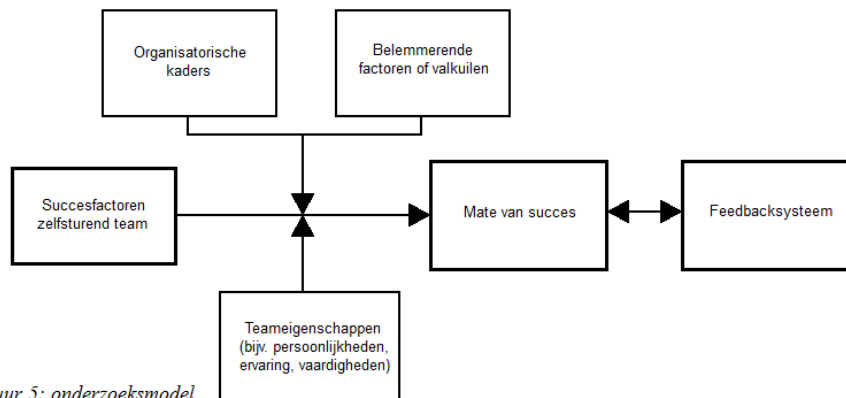 Organisatorische
kaders
Belemmerende
factoren of valkuilen
Succesfactoren
zelfsturend team
Mate van succes
Feedbacksysteem
Teameigenschappen
(bijv. persoonlijkheden,
ervaring, vaardigheden)
5: onderzoeksmodel